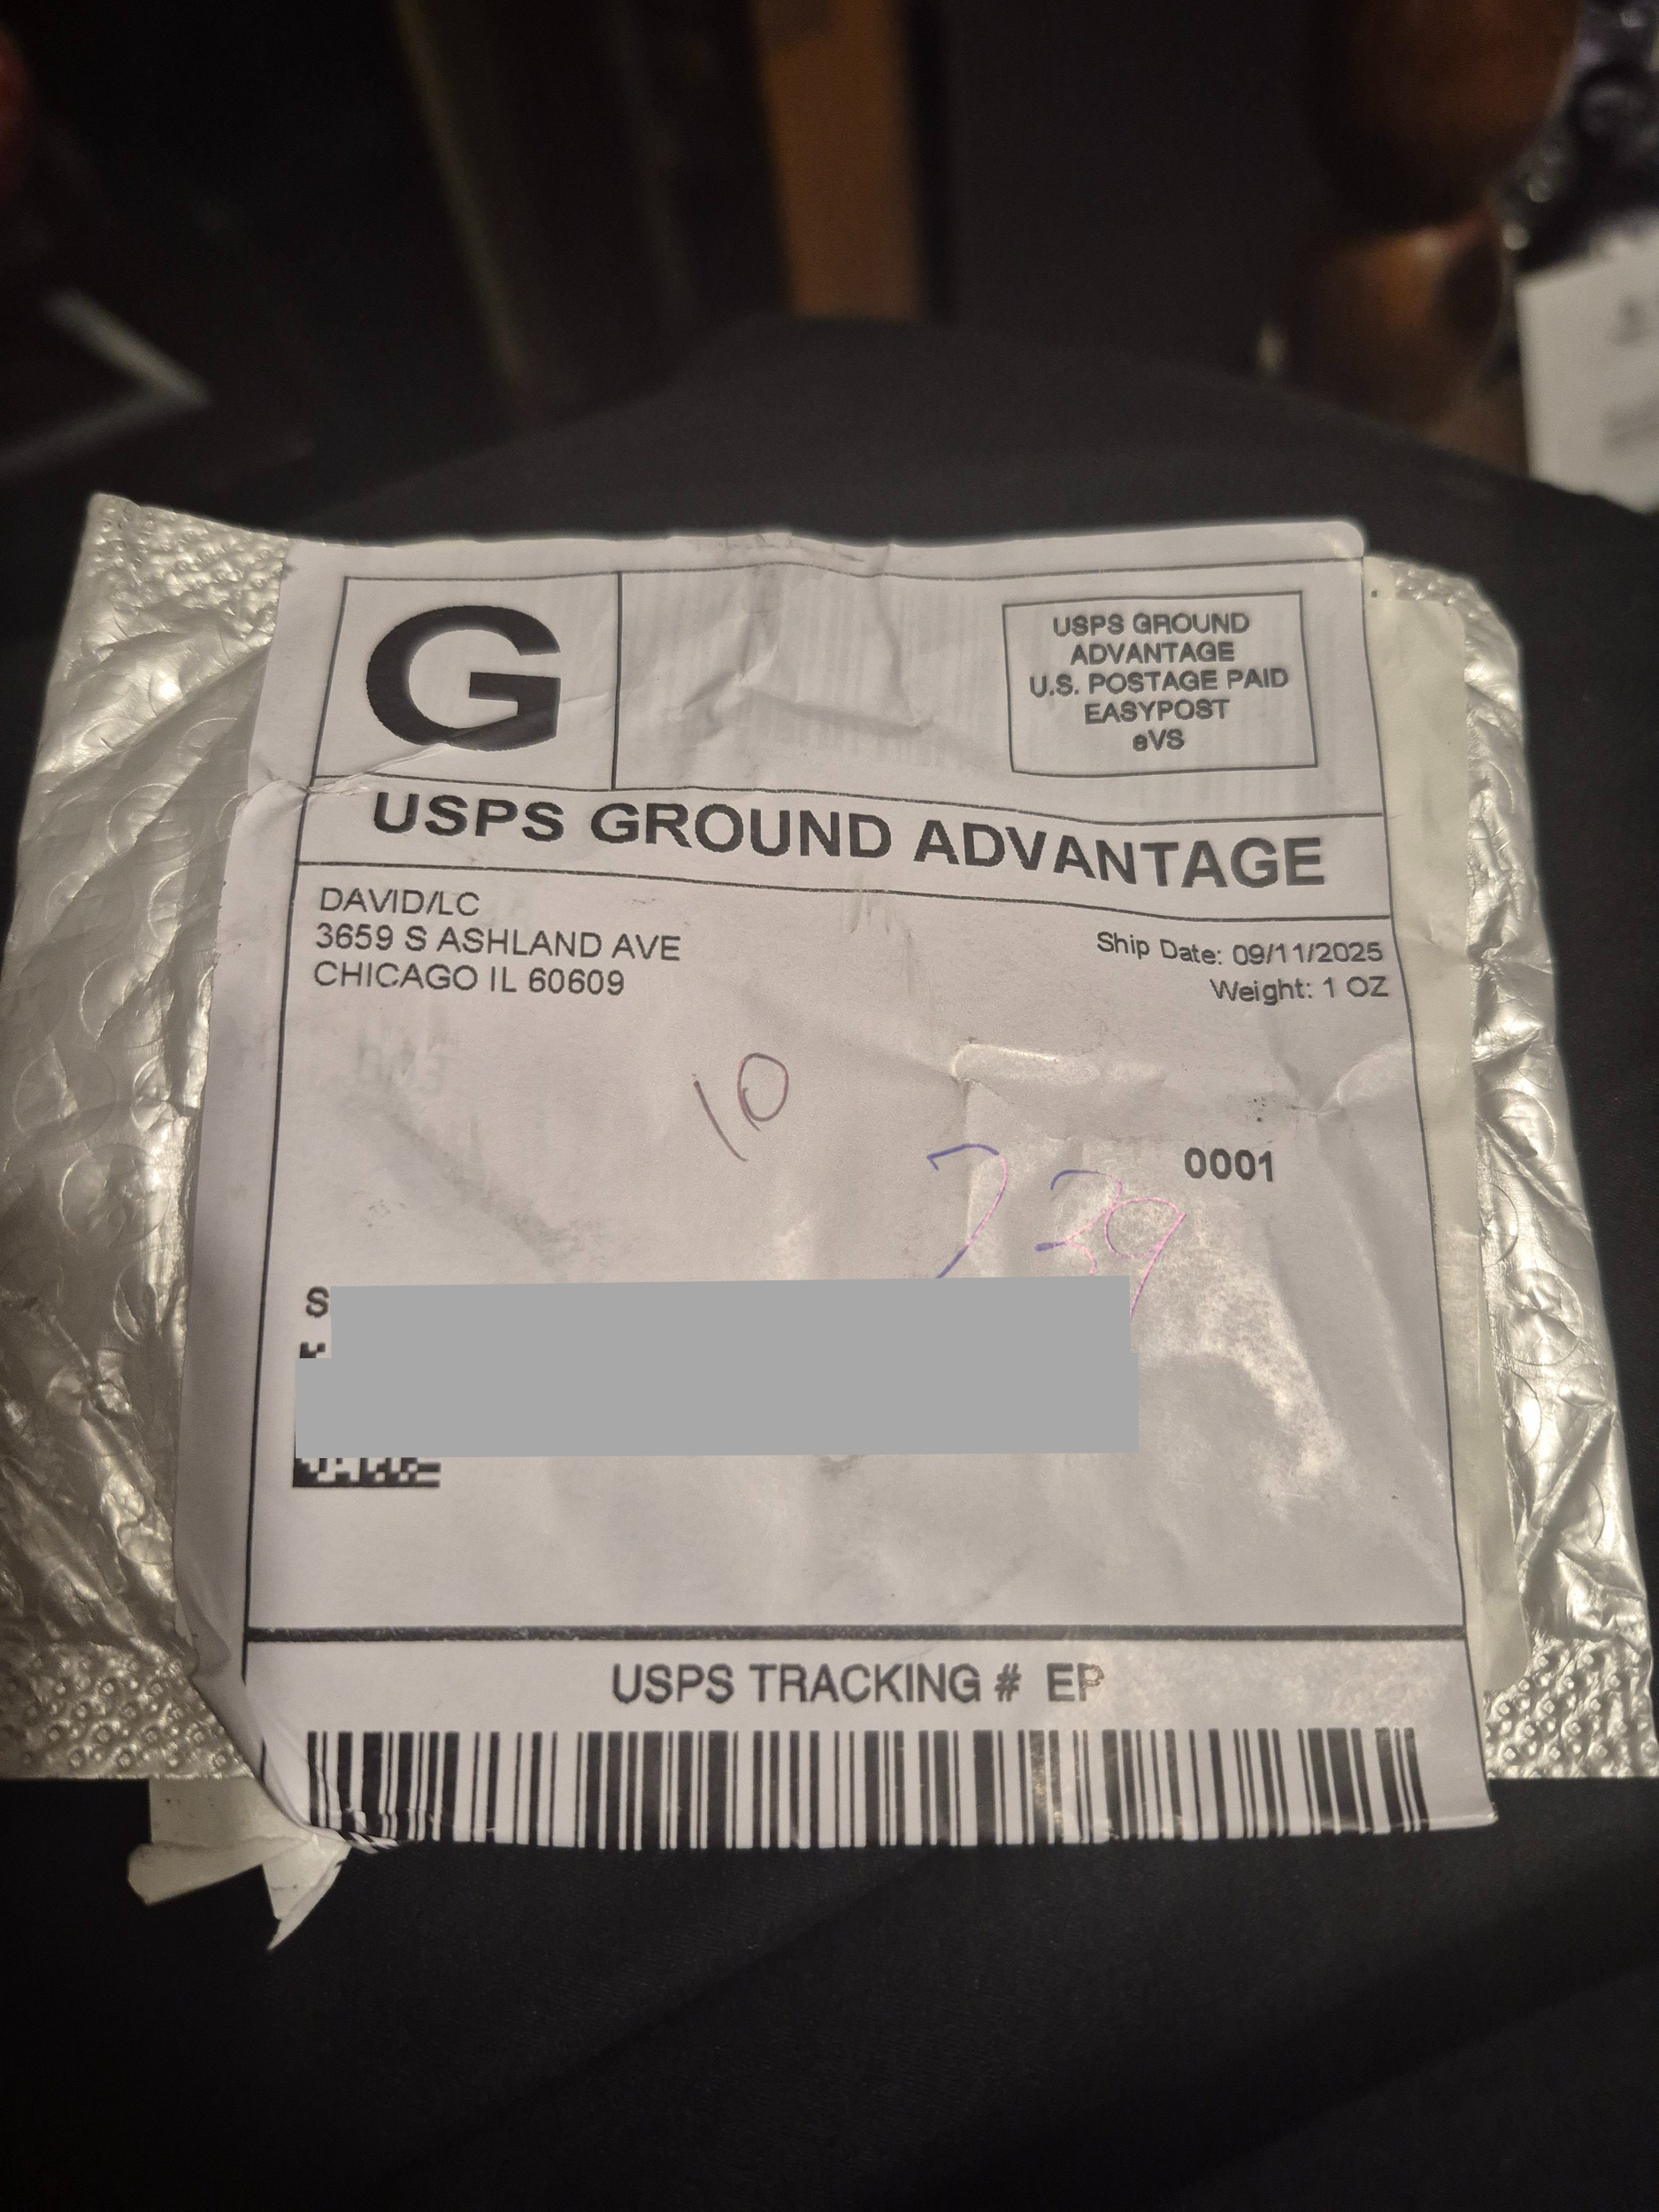 G
USPS GROUND
ADVANTAGE
U.S. POSTAGE PAID
EASYPOST
eVS
USPS GROUND ADVANTAGE
DAVID/LC
3659 S ASHLAND AVE
CHICAGO IL 60609
Ship Date: 09/11/2025
Weight: 1 OZ
10
0001
739
S
USPS TRACKING # EP